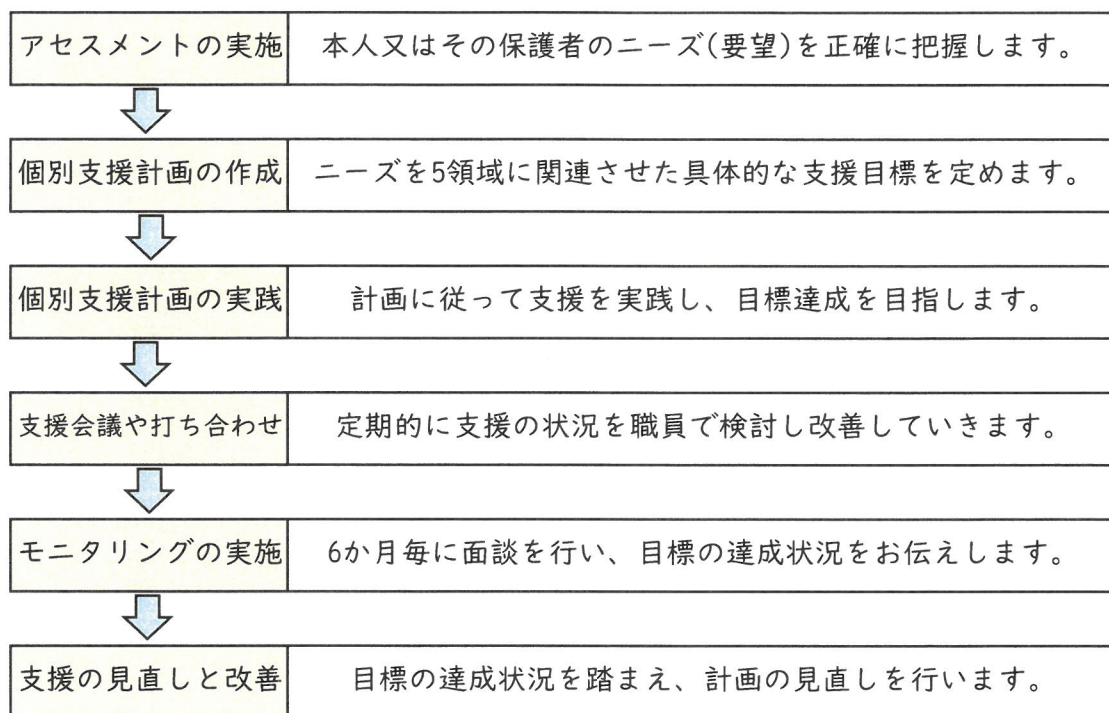 アセスメントの実施
本人又はその保護者のニーズ(要望)を正確に把握します。
個別支援計画の作成
ニーズを5領域に関連させた具体的な支援目標を定めます。
個別支援計画の実践
計画に従って支援を実践し、目標達成を目指します。
支援会議や打ち合わせ
定期的に支援の状況を職員で検討し改善していきます。
モニタリングの実施
6か月毎に面談を行い、目標の達成状況をお伝えします。
支援の見直しと改善
目標の達成状況を踏まえ、計画の見直しを行います。